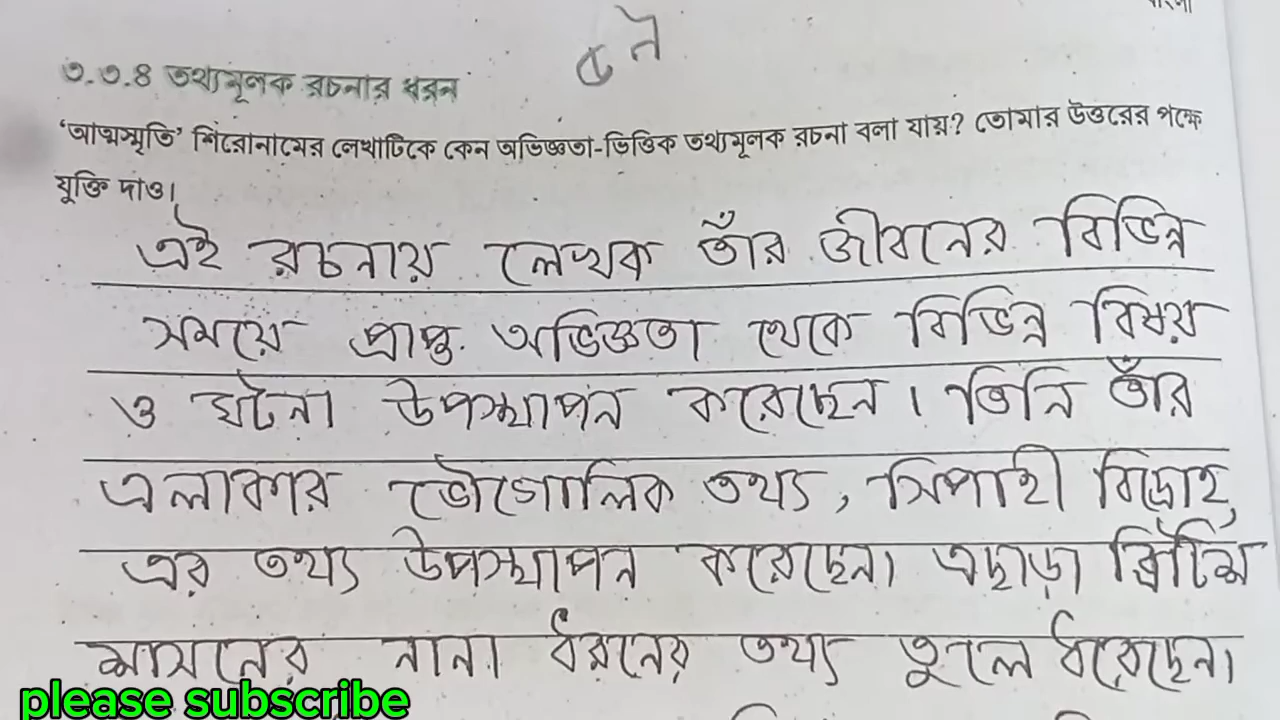 বাংলা
৫ নৈ
৩.৩.৪ তথ্যমূলক রচনার ধরন
'আত্মস্মৃতি' শিরোনামের লেখাটিকে কেন অভিজ্ঞতা-ভিত্তিক তথ্যমূলক রচনা বলা যায়? তোমার উত্তরের পক্ষে
যুক্তি দাও।
এই রচনায় লেখক তাঁর জীবনের বিভিন্ন
সময়ে প্রাপ্ত অভিজ্ঞতা থেকে বিভিন্ন বিষয়
ও ঘটনা উপস্থাপন করেছেন। তিনি তাঁর
এলাকার ভৌগোলিক তথ্য, সিপাহী বিদ্রোহ,
এর তথ্য উপস্থাপন করেছেন। এছাড়া ব্রিটিশ
শাসনের নানা ধরনের তথ্য তুলে ধরেছেন।
please subscribe